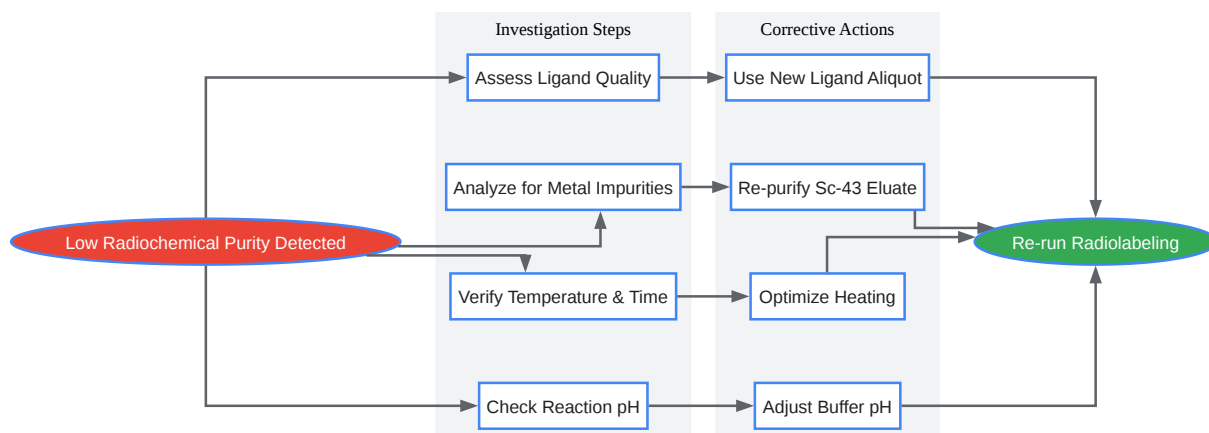 Investigation Steps
Corrective Actions
Assess Ligand Quality
Use New Ligand Aliquot
Analyze for Metal Impurities
Re-purify Sc-43 Eluate
Low Radiochemical Purity Detected
Re-run Radiolabeling
Verify Temperature & Time
Optimize Heating
Check Reaction pH
Adjust Buffer pH